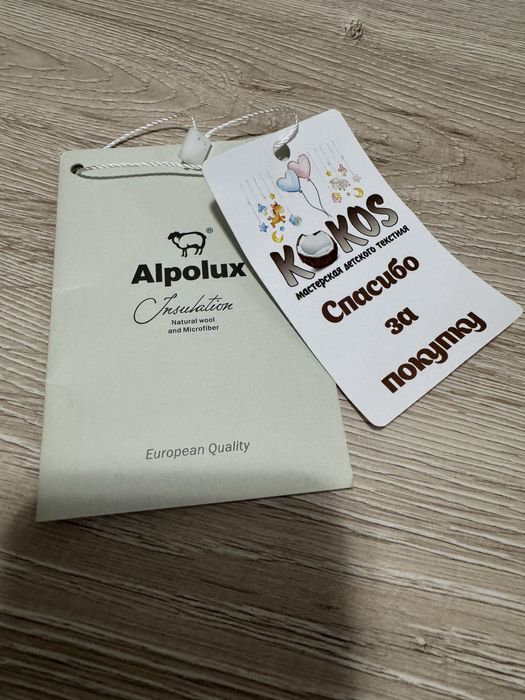 Alpolux®
Insulation
Natural wool
and Microfiber
European Quality
KOKOS
мастерская детского текстиля
Спасибо
за
покупку